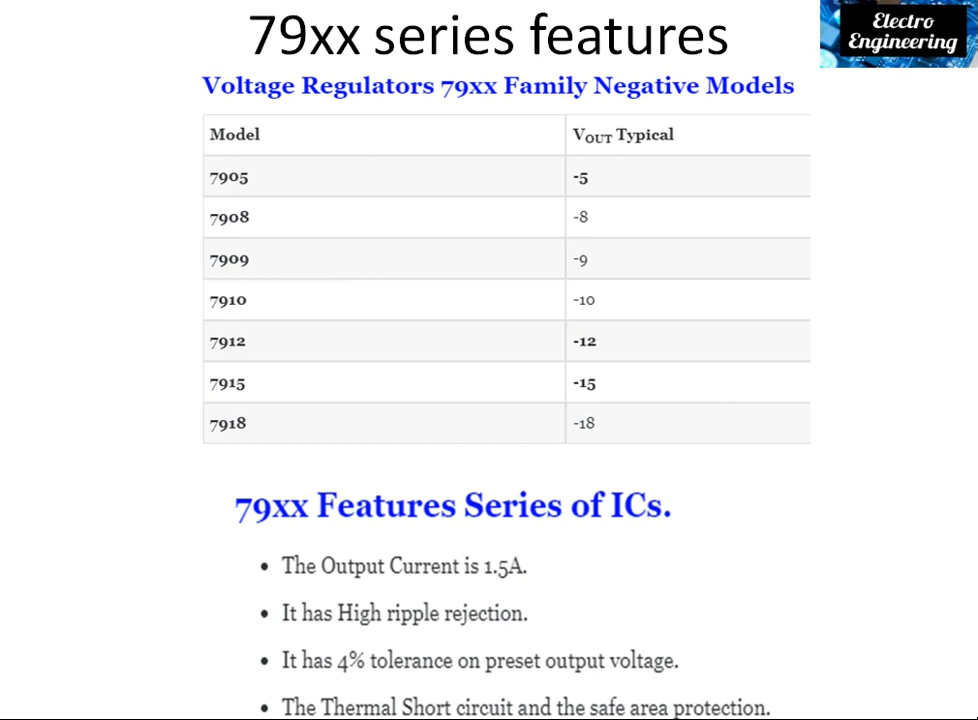 79xx series features
Electro
Engineering
Voltage Regulators 79xx Family Negative Models
Model VOUT Typical
7905 -5
7908 -8
7909 -9
7910 -10
7912 -12
7915 -15
7918 -18
79xx Features Series of ICs.
• The Output Current is 1.5A.
• It has High ripple rejection.
• It has 4% tolerance on preset output voltage.
• The Thermal Short circuit and the safe area protection.